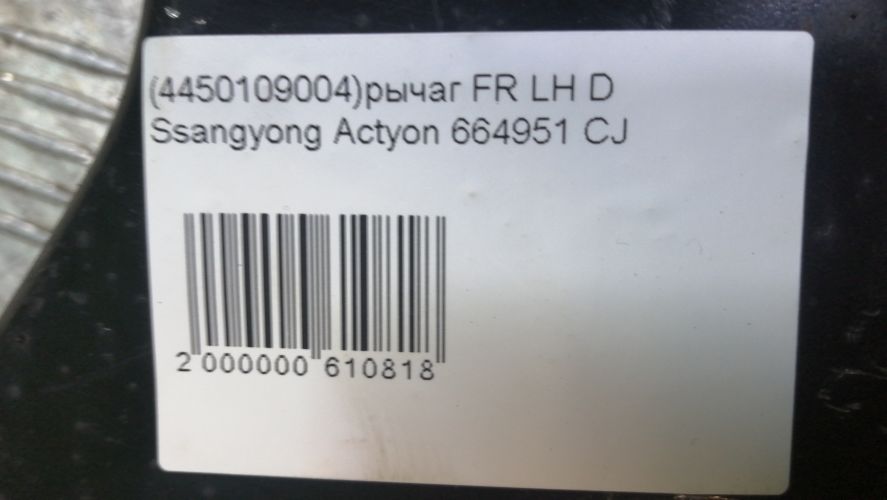 (4450109004)рычаг FR LH D
Ssangyong Actyon 664951 CJ
2 000000 610818